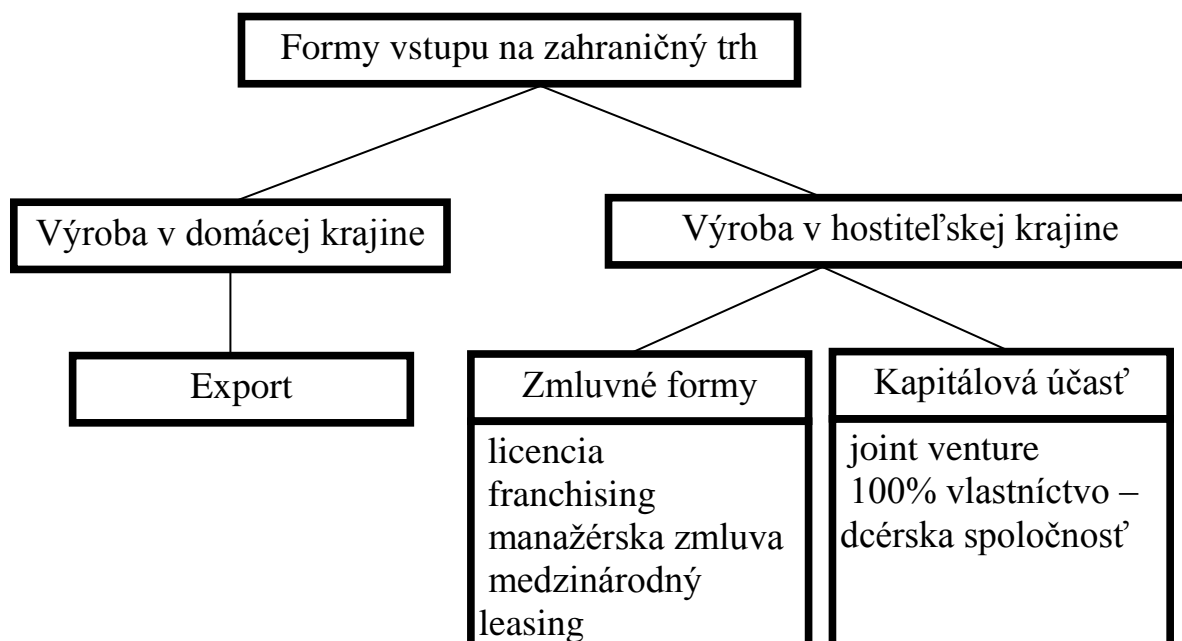 Formy vstupu na zahraničný trh
Výroba v domácej krajine
Výroba v hostiteľskej krajine
Export
Zmluvné formy
licencia
franchising
manažérska zmluva
medzinárodný
leasing
Kapitálová účasť
joint venture
100% vlastníctvo –
dcérska spoločnosť